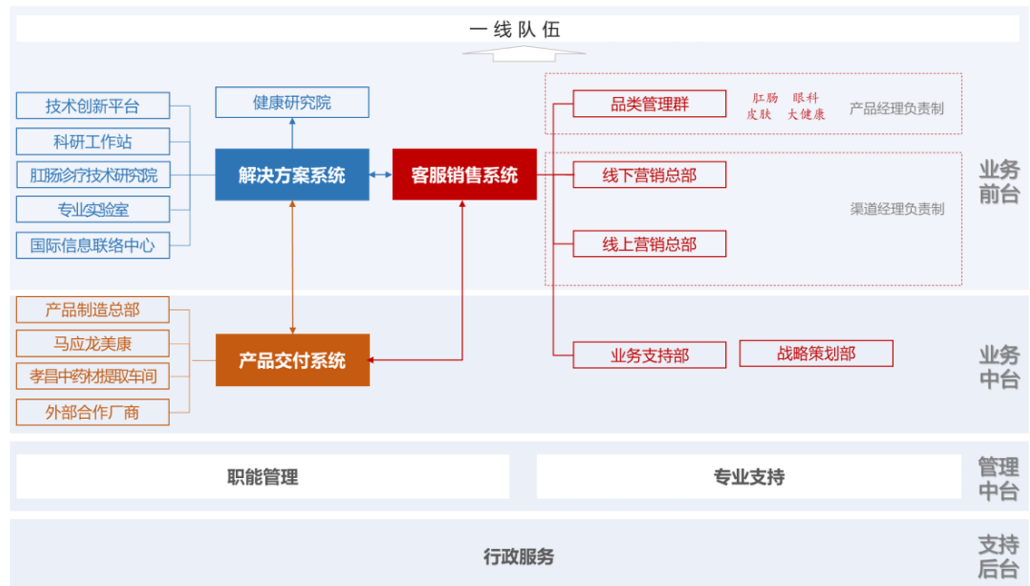 一线队伍
技术创新平台
科研工作站
肛肠诊疗技术研究院
专业实验室
国际信息联络中心
健康研究院
解决方案系统
客服销售系统
品类管理群
肛肠 眼科
皮肤 大健康
产品经理负责制
线下营销总部
渠道经理负责制
线上营销总部
业务
前台
产品制造总部
马应龙美康
孝昌中药材提取车间
外部合作厂商
产品交付系统
业务支持部
战略策划部
业务
中台
职能管理
专业支持
管理
中台
行政服务
支持
后台